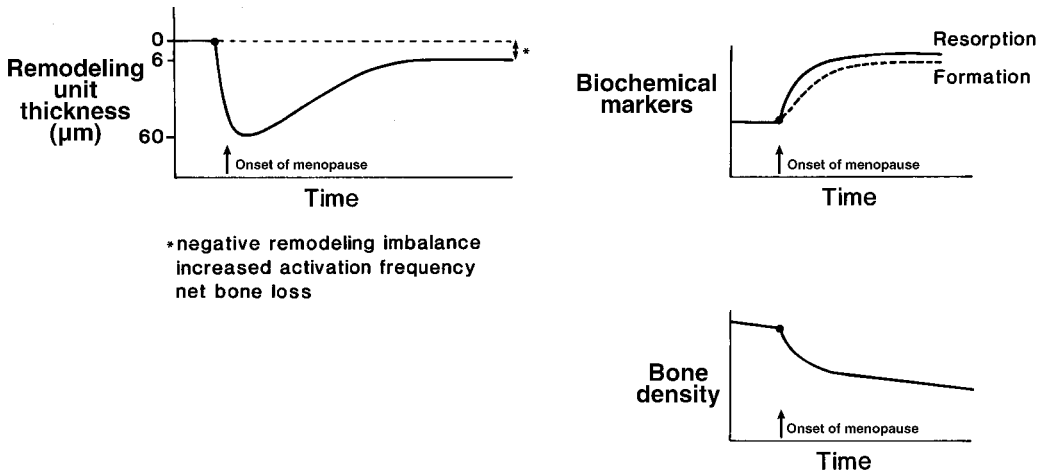 Remodeling
unit
thickness
(µm)
0
6
60
*
Onset of menopause
Time
*negative remodeling imbalance
increased activation frequency
net bone loss
Biochemical
markers
Resorption
Formation
Onset of menopause
Time
Bone
density
Onset of menopause
Time